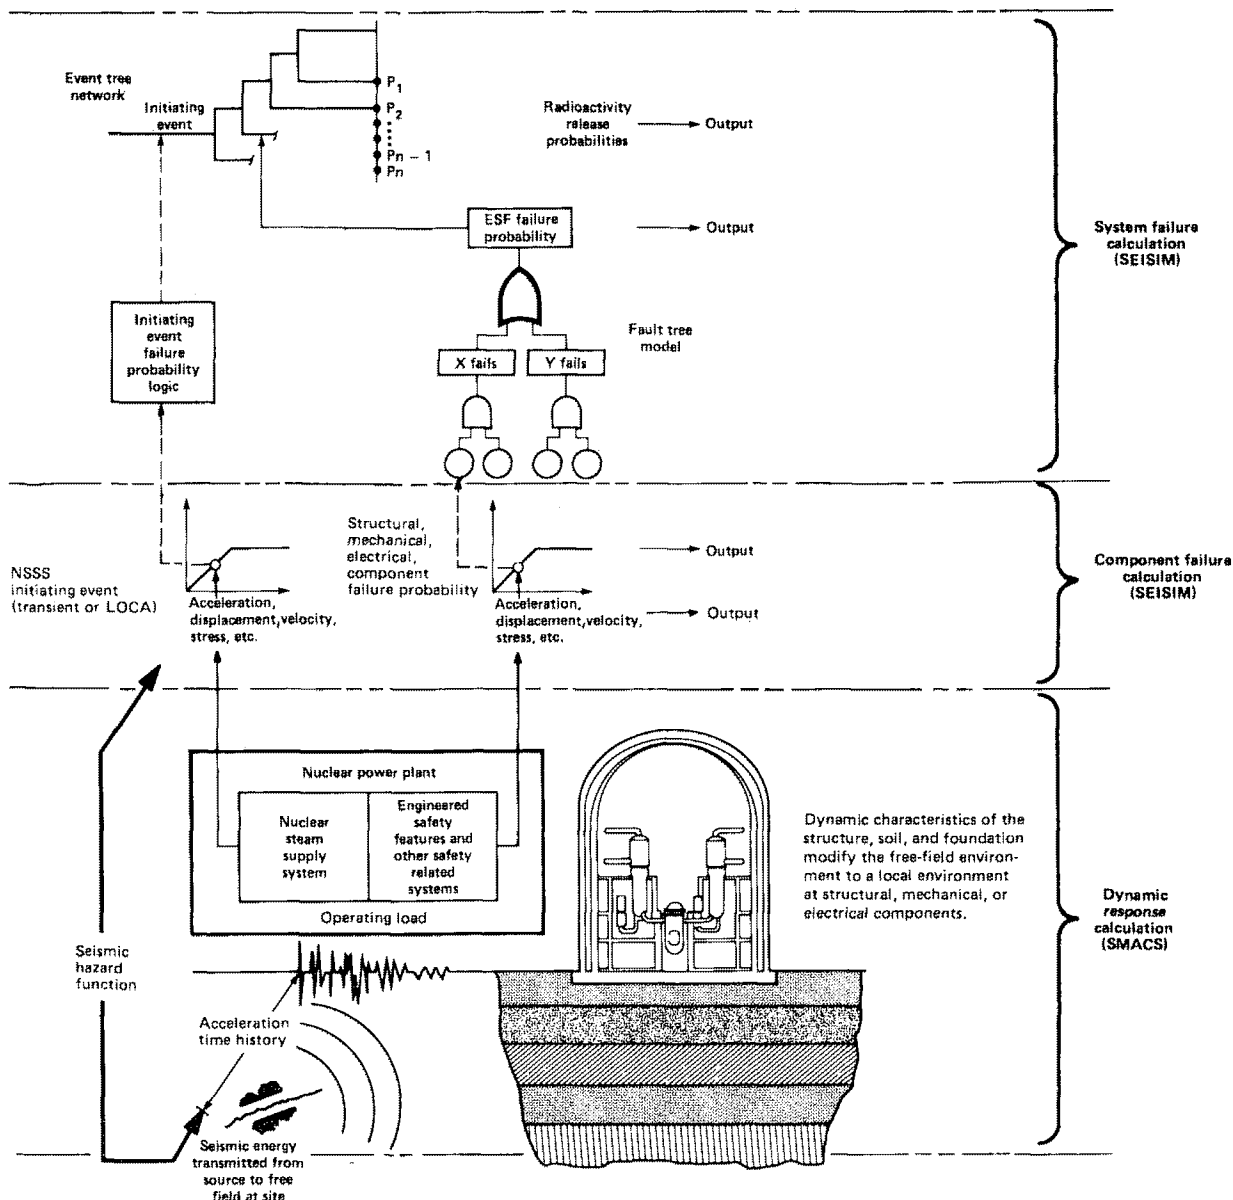 Event tree
network
Initiating
event
P1
P2
Pn – 1
Pn
Radioactivity
release
probabilities
Output
ESF failure
probability
Output
System failure
calculation
(SEISIM)
Initiating
event
failure
probability
logic
Fault tree
model
X fails
Y fails
NSSS
initiating event
(transient or LOCA)
Acceleration,
displacement, velocity,
stress, etc.
Structural,
mechanical,
electrical,
component
failure probability
Acceleration,
displacement, velocity,
stress, etc.
Output
Output
Component failure
calculation
(SEISIM)
Nuclear power plant
Nuclear
steam
supply
system
Engineered
safety
features and
other safety
related
systems
Operating load
Dynamic characteristics of the
structure, soil, and foundation
modify the free-field environ-
ment to a local environment
at structural, mechanical, or
electrical components.
Dynamic
response
calculation
(SMACS)
Seismic
hazard
function
Acceleration
time history
Seismic energy
transmitted from
source to free
field at site